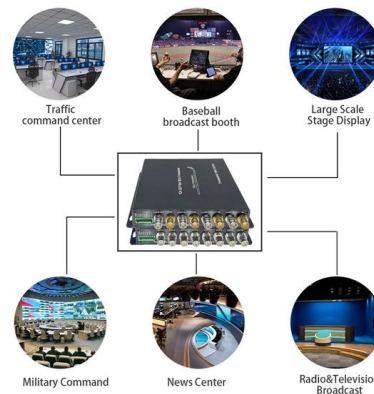 Traffic
command center
Baseball
broadcast booth
Large Scale
Stage Display
Military Command
News Center
Radio&Televisio
Broadcast